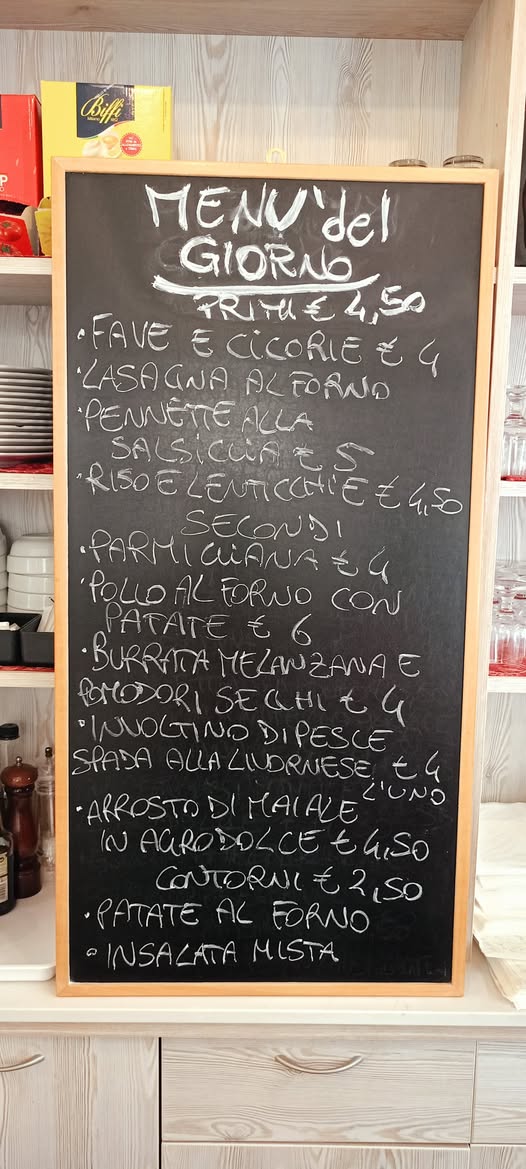 Biffi
MENU' del
GIORNO
PRIMI € 4,50
• FAVE E CICORIE € 4
• LASAGNA AL FORNO
• PENNETTE ALLA
SALSICCIA € 5
• RISO E LENTICCHIE € 4,50
SECONDI
• PARMIGIANA € 4
• POLLO AL FORNO CON
PATATE € 6
• BURRATA MELANZANA E
POMODORI SECCHI € 4
• INVOLTINO DI PESCE
SPADA ALLA LIVORNESE € 4
L'UNO
• ARROSTO DI MAIALE
IN AGRODOLCE € 4,50
CONTORNI € 2,50
• PATATE AL FORNO
• INSALATA MISTA